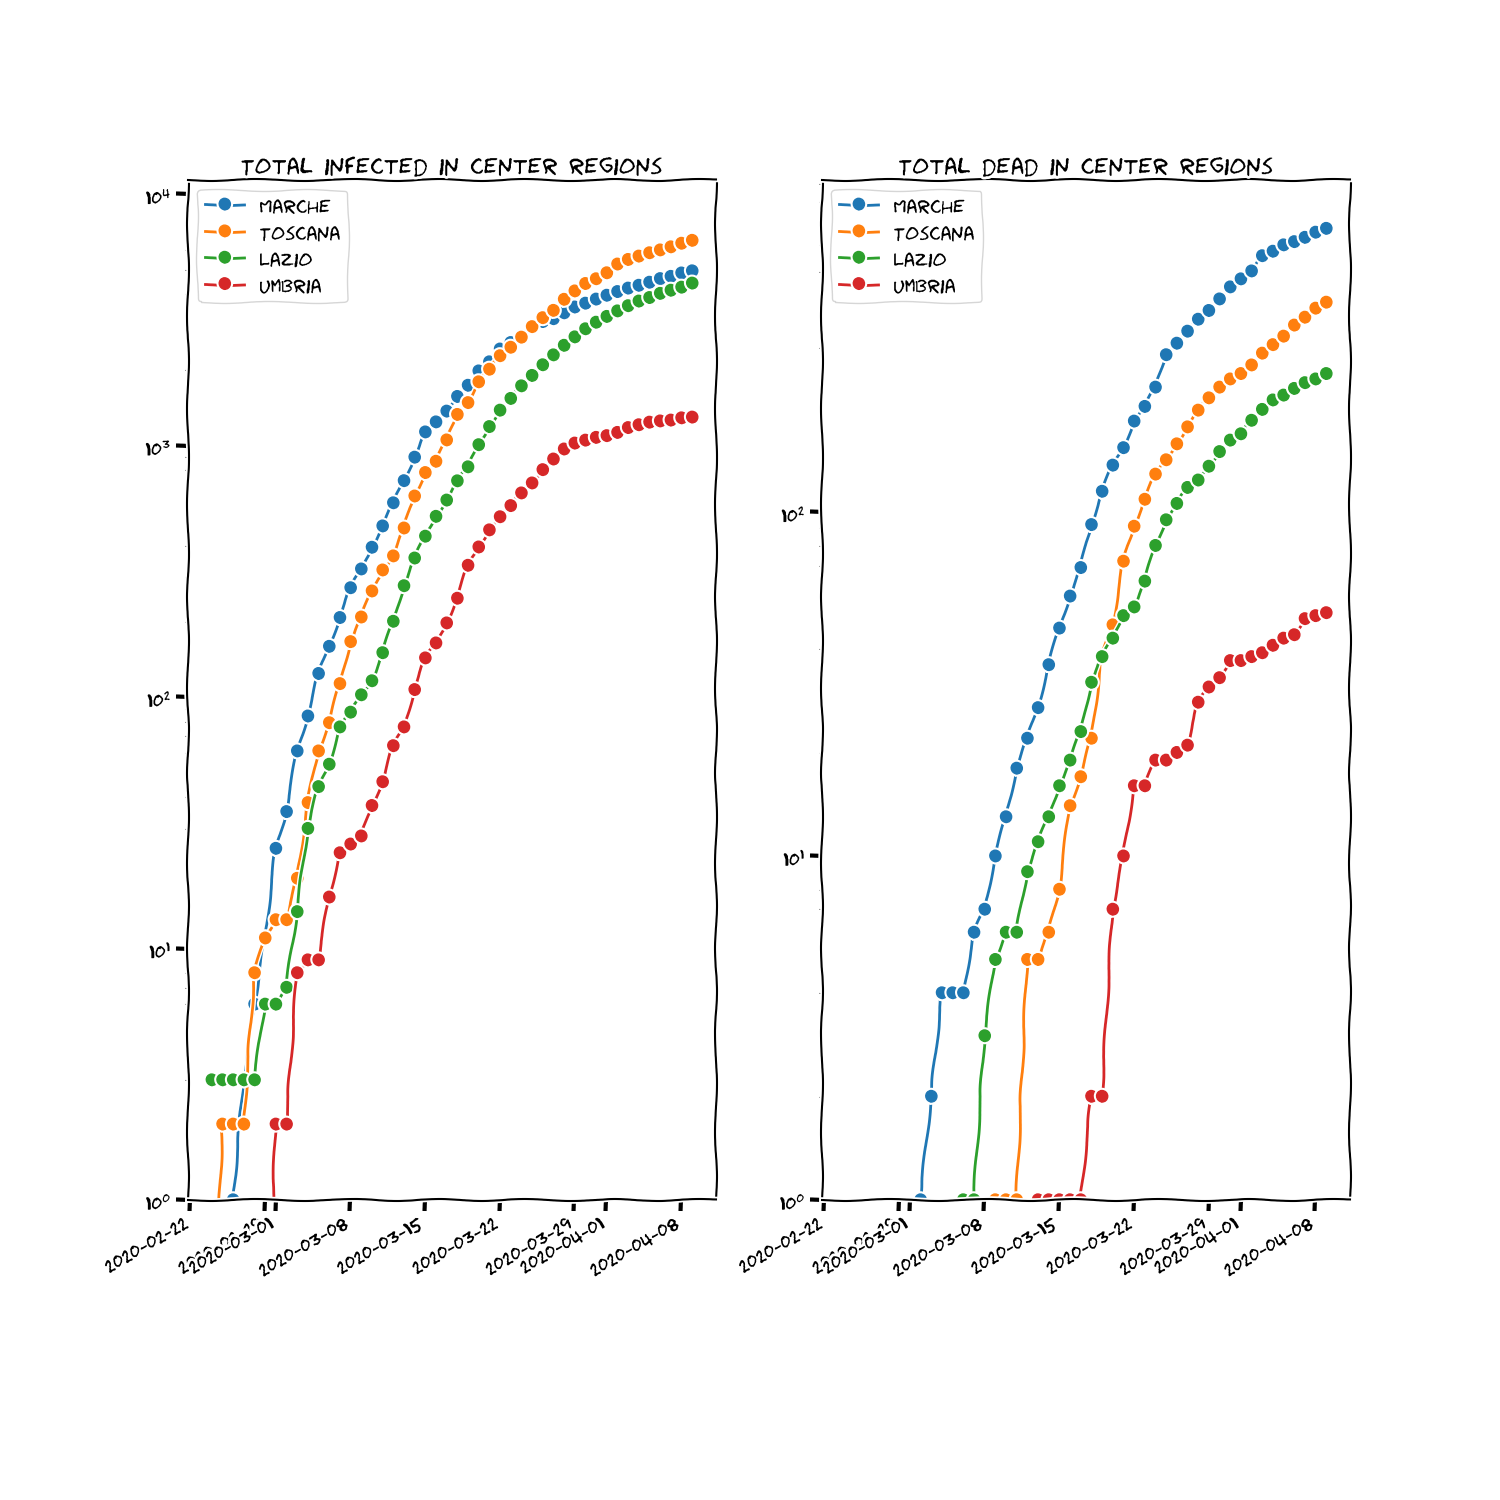 TOTAL INFECTED IN CENTER REGIONS
10⁴
10³
10²
10¹
10⁰
MARCHE
TOSCANA
LAZIO
UMBRIA
2020-02-22
2020-03-01
2020-03-08
2020-03-15
2020-03-22
2020-03-29
2020-04-01
2020-04-08
TOTAL DEAD IN CENTER REGIONS
10²
10¹
10⁰
MARCHE
TOSCANA
LAZIO
UMBRIA
2020-02-22
2020-03-01
2020-03-08
2020-03-15
2020-03-22
2020-03-29
2020-04-01
2020-04-08